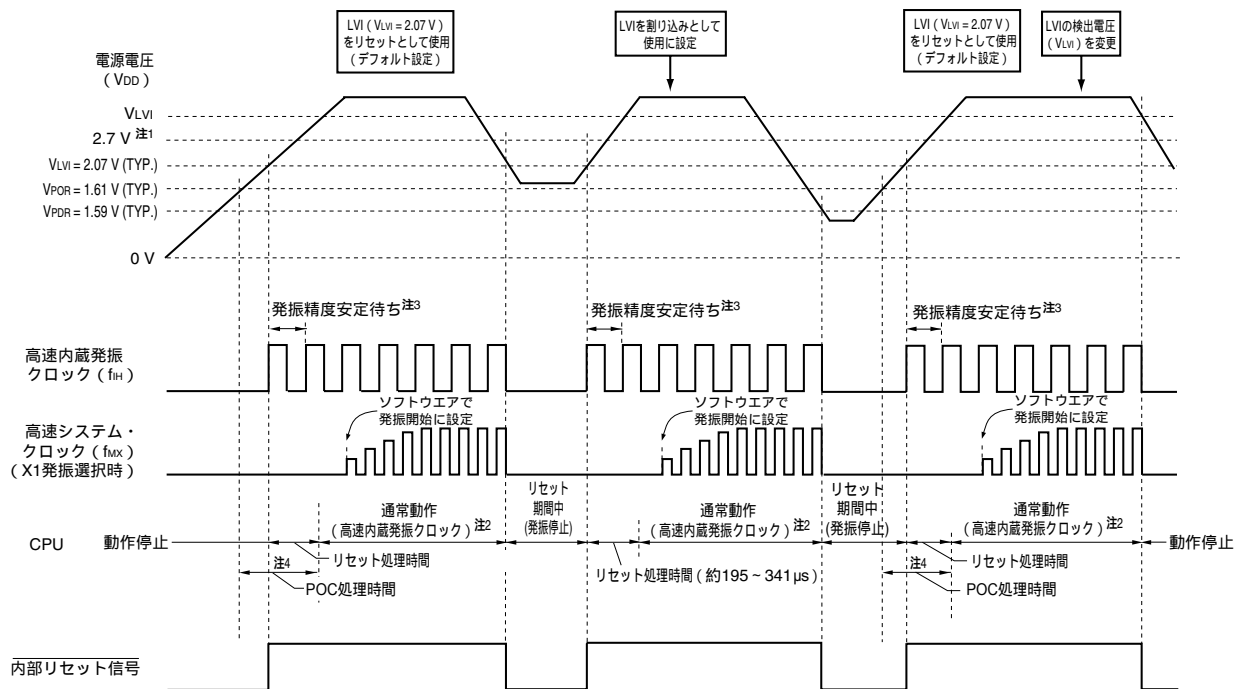 LVI（VLVI = 2.07 V）
をリセットとして使用
（デフォルト設定）
LVIを割り込みとして
使用に設定
LVI（VLVI = 2.07 V）
をリセットとして使用
（デフォルト設定）
LVIの検出電圧
（VLVI）を変更
電源電圧
（VDD）
VLVI
2.7 V 注1
VLVI = 2.07 V (TYP.)
VPOR = 1.61 V (TYP.)
VPDR = 1.59 V (TYP.)
0 V
発振精度安定待ち注3
発振精度安定待ち注3
発振精度安定待ち注3
高速内蔵発振
クロック（fIH）
ソフトウエアで
発振開始に設定
ソフトウエアで
発振開始に設定
ソフトウエアで
発振開始に設定
高速システム・
クロック（fMX）
（X1発振選択時）
CPU
動作停止
通常動作
（高速内蔵発振クロック）注2
リセット
期間中
(発振停止)
通常動作
（高速内蔵発振クロック）注2
リセット
期間中
(発振停止)
通常動作
（高速内蔵発振クロック）注2
動作停止
リセット処理時間
注4
POC処理時間
リセット処理時間（約195 ~ 341 μs）
リセット処理時間
注4
POC処理時間
内部リセット信号